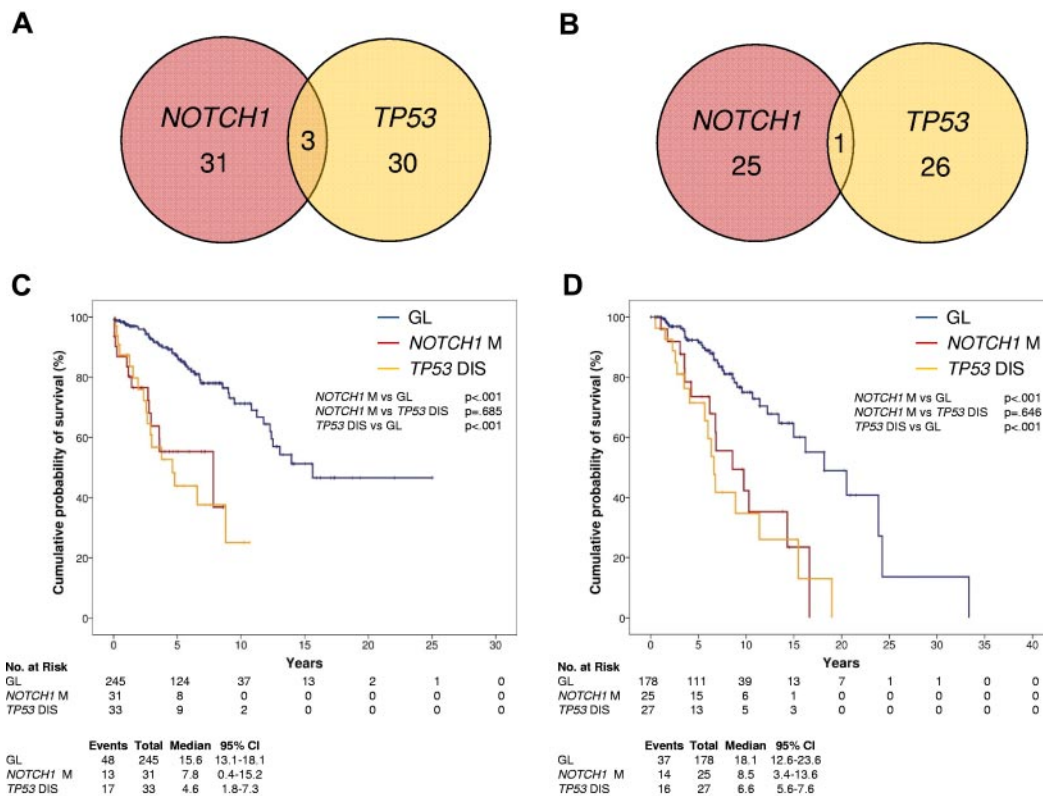 A
NOTCH1
31
3
TP53
30
B
NOTCH1
25
1
TP53
26
C
Cumulative probability of survival (%)
100
80
60
40
20
0
GL
NOTCH1 M
TP53 DIS
NOTCH1 M vs GL p<.001
NOTCH1 M vs TP53 DIS p=.685
TP53 DIS vs GL p<.001
0 5 10 15 20 25 30
Years
No. at Risk
GL 245 124 37 13 2 1 0
NOTCH1 M 31 8 0 0 0 0 0
TP53 DIS 33 9 2 0 0 0 0
Events Total Median 95% CI
GL 48 245 15.6 13.1-18.1
NOTCH1 M 13 31 7.8 0.4-15.2
TP53 DIS 17 33 4.6 1.8-7.3
D
Cumulative probability of survival (%)
100
80
60
40
20
0
GL
NOTCH1 M
TP53 DIS
NOTCH1 M vs GL p<.001
NOTCH1 M vs TP53 DIS p=.646
TP53 DIS vs GL p<.001
0 5 10 15 20 25 30 35 40
Years
No. at Risk
GL 178 111 39 13 7 1 1 0 0
NOTCH1 M 25 15 6 1 0 0 0 0 0
TP53 DIS 27 13 5 3 0 0 0 0 0
Events Total Median 95% CI
GL 37 178 18.1 12.6-23.6
NOTCH1 M 14 25 8.5 3.4-13.6
TP53 DIS 16 27 6.6 5.6-7.6